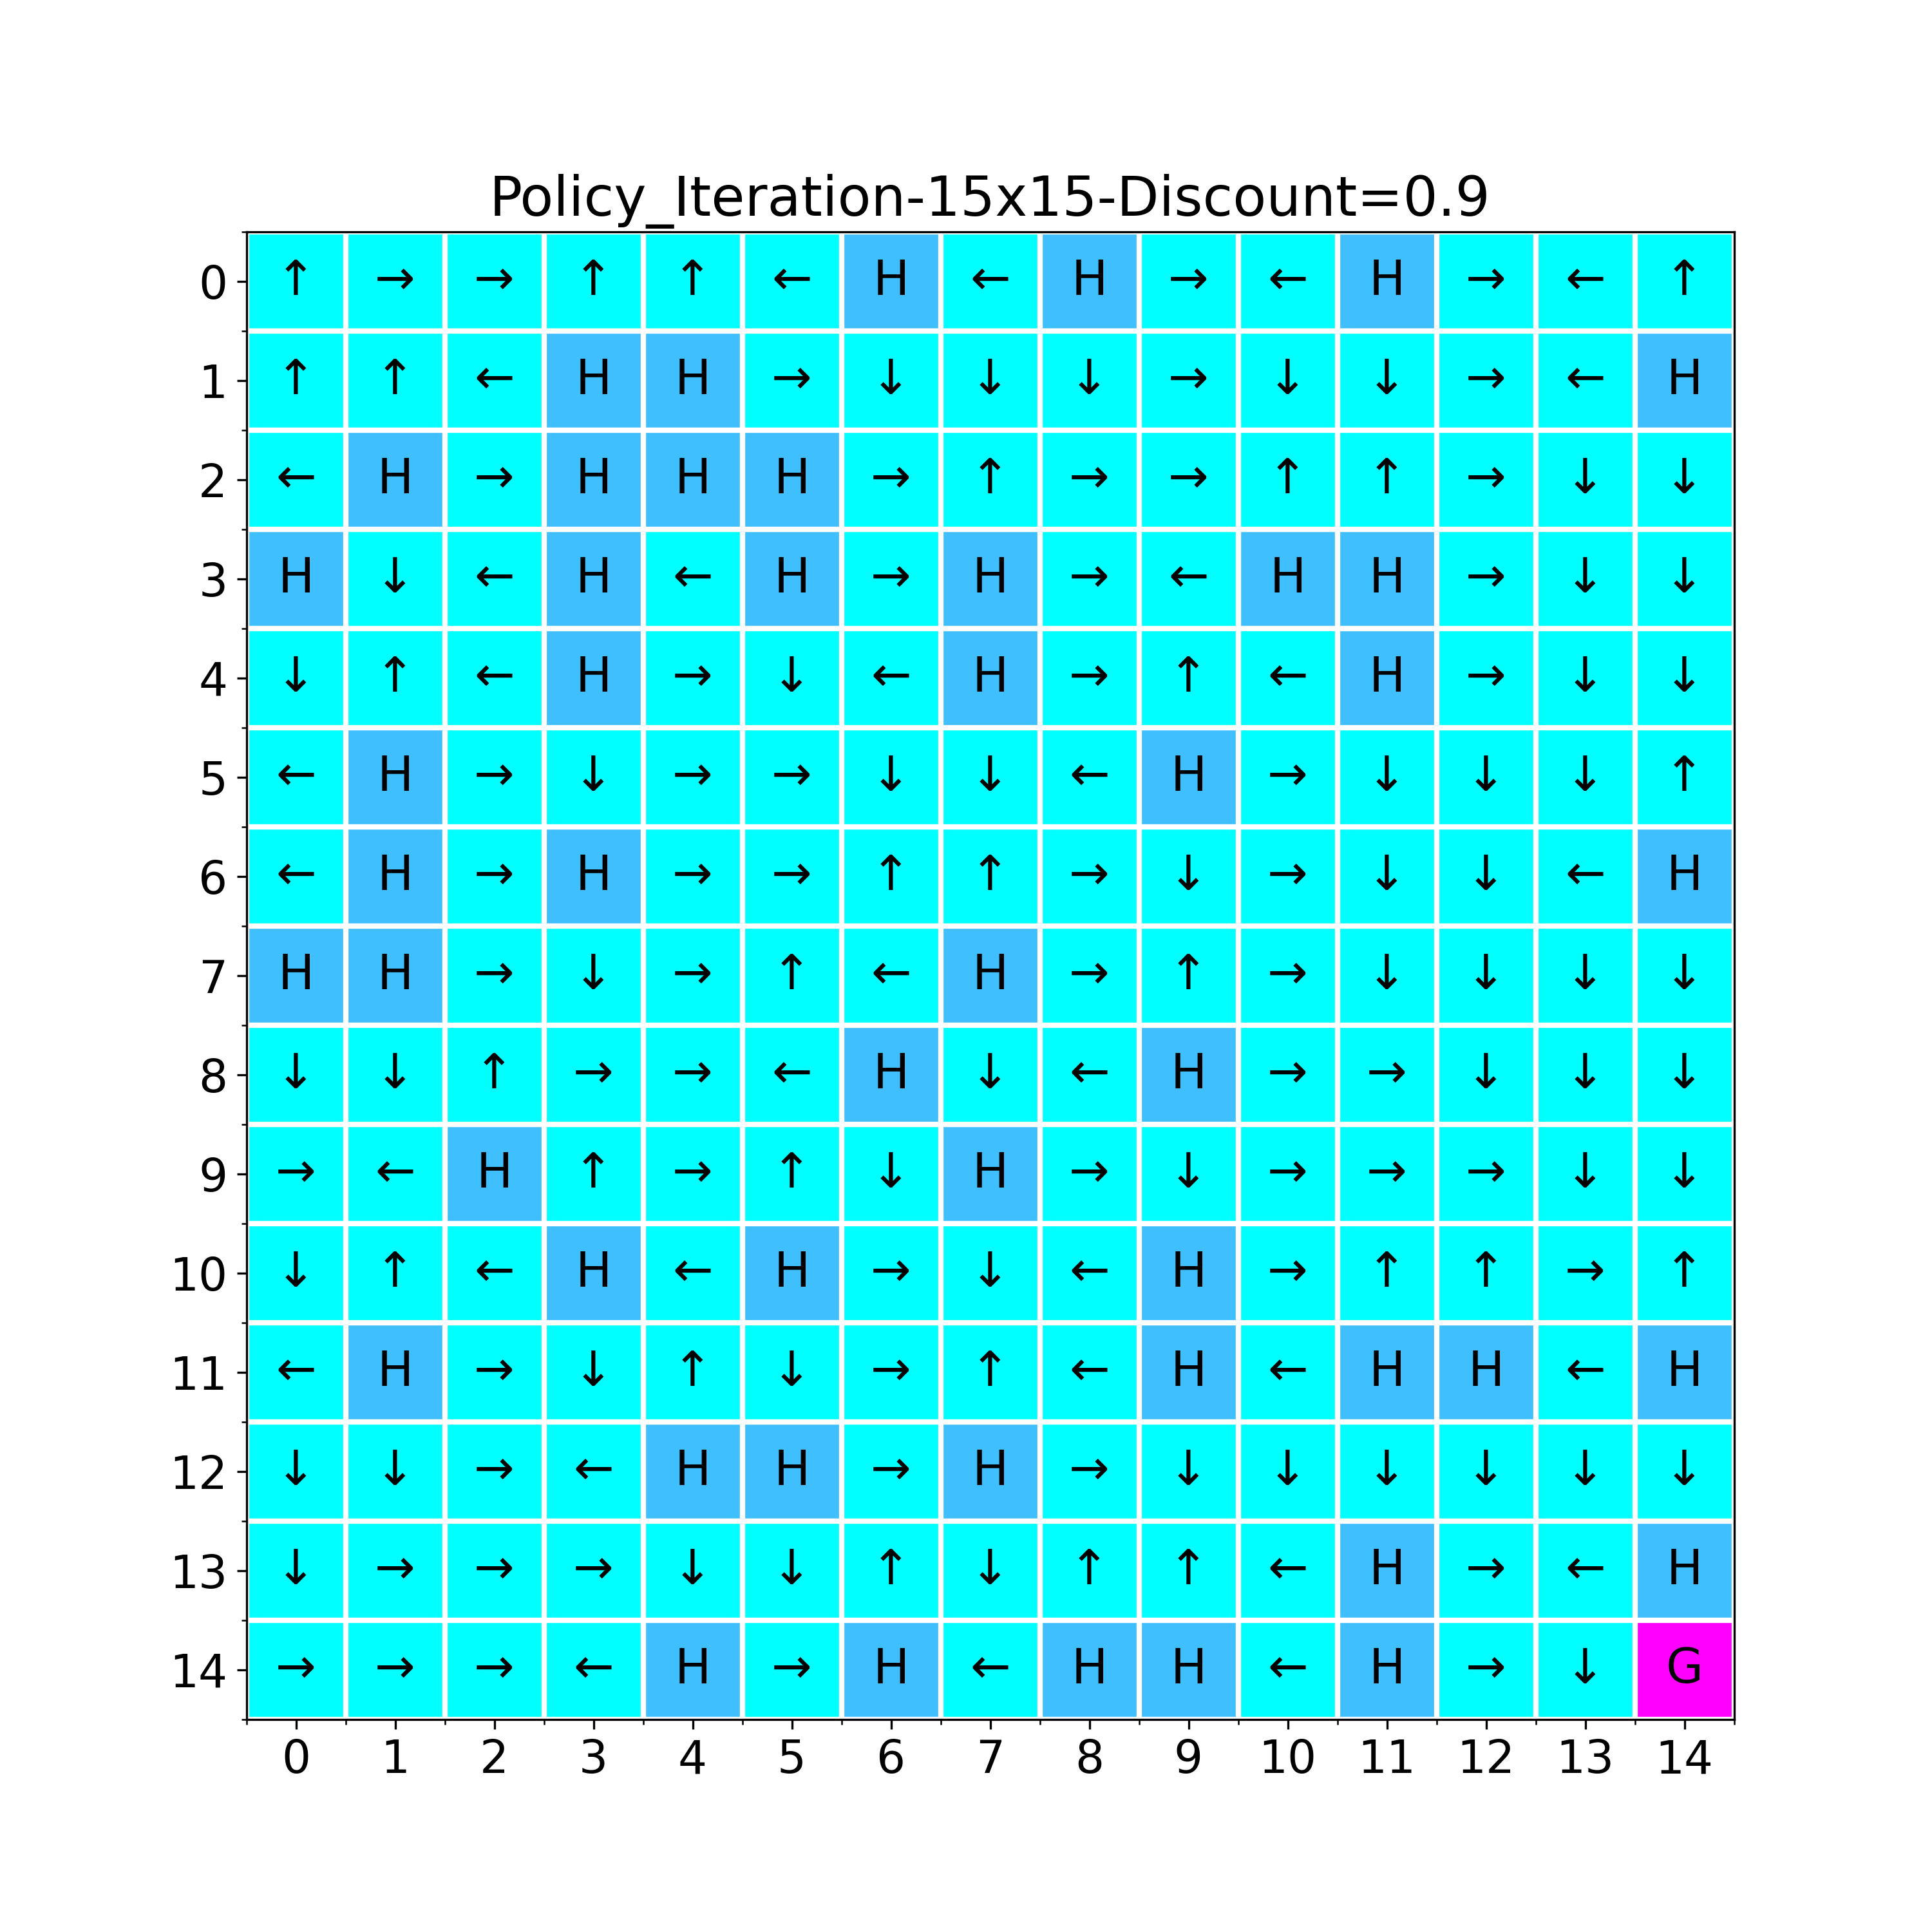 Policy_Iteration-15x15-Discount=0.9
0 ↑ → → ↑ ↑ ← H ← H → ← H → ← ↑
1 ↑ ↑ ← H H → ↓ ↓ ↓ → ↓ ↓ → ← H
2 ← H → H H H → ↑ → → ↑ ↑ → ↓ ↓
3 H ↓ ← H ← H → H → ← H H → ↓ ↓
4 ↓ ↑ ← H → ↓ ← H → ↑ ← H → ↓ ↓
5 ← H → ↓ → → ↓ ↓ ← H → ↓ ↓ ↓ ↑
6 ← H → H → → ↑ ↑ → ↓ → ↓ ↓ ← H
7 H H → ↓ → ↑ ← H → ↑ → ↓ ↓ ↓ ↓
8 ↓ ↓ ↑ → → ← H ↓ ← H → → ↓ ↓ ↓
9 → ← H ↑ → ↑ ↓ H → ↓ → → → ↓ ↓
10 ↓ ↑ ← H ← H → ↓ ← H → ↑ ↑ → ↑
11 ← H → ↓ ↑ ↓ → ↑ ← H ← H H ← H
12 ↓ ↓ → ← H H → H → ↓ ↓ ↓ ↓ ↓ ↓
13 ↓ → → → ↓ ↓ ↑ ↓ ↑ ↑ ← H → ← H
14 → → → ← H → H ← H H ← H → ↓ G
0 1 2 3 4 5 6 7 8 9 10 11 12 13 14